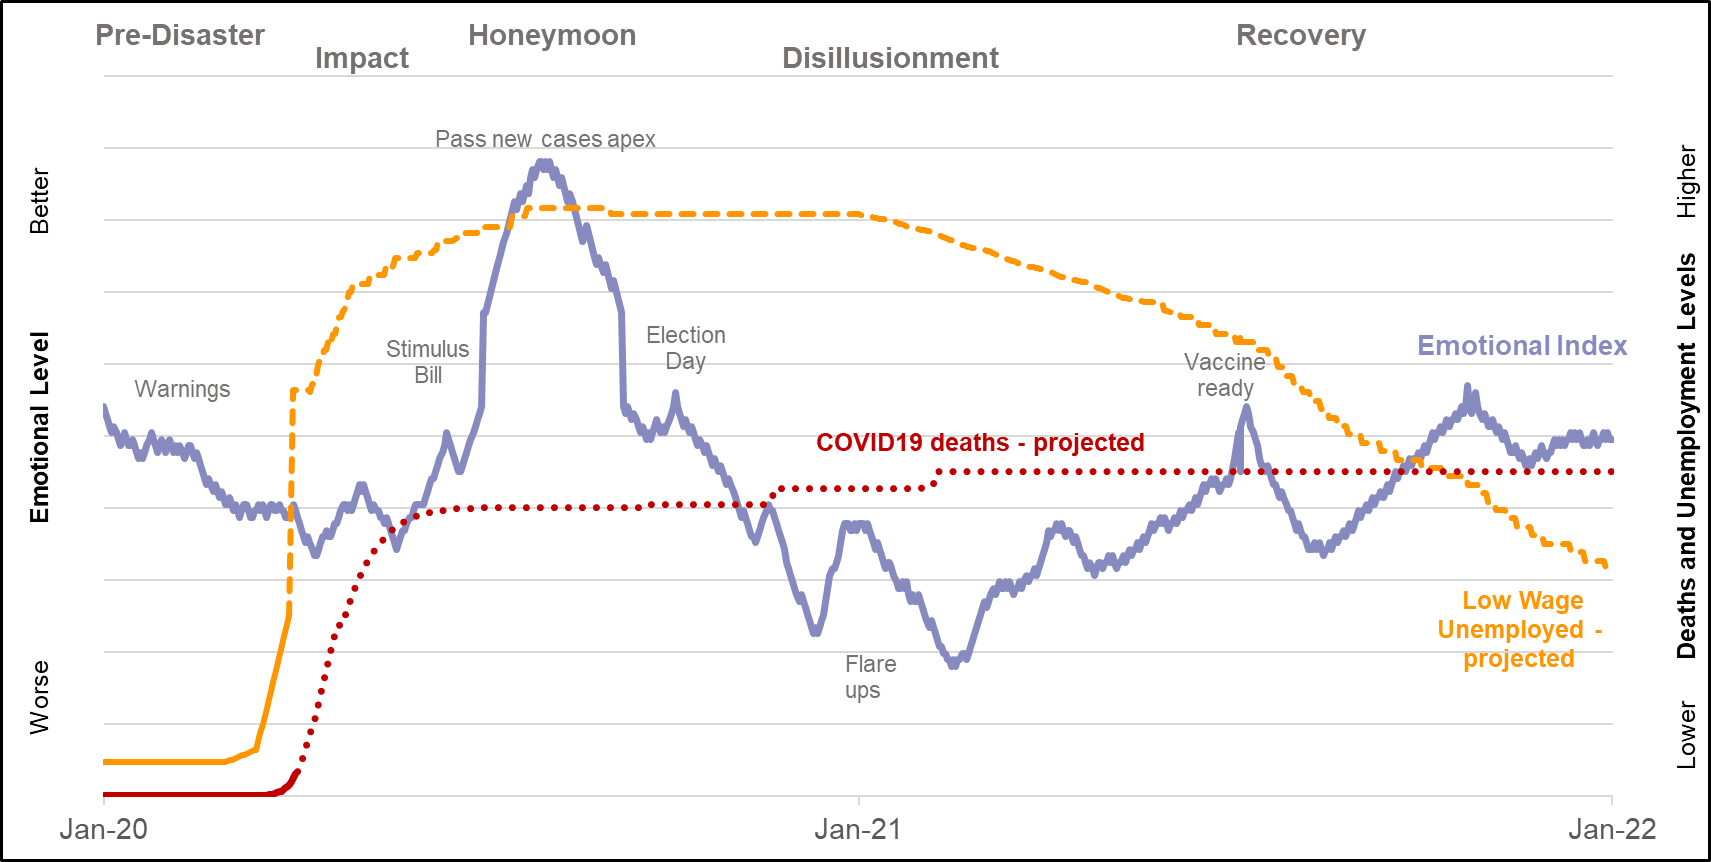 Pre-Disaster
Impact
Honeymoon
Disillusionment
Recovery
Pass new cases apex
Better
Higher
Emotional Level
Deaths and Unemployment Levels
Warnings
Stimulus
Bill
Election
Day
Vaccine
ready
Emotional Index
COVID19 deaths - projected
Low Wage
Unemployed -
projected
Flare
ups
Worse
Lower
Jan-20
Jan-21
Jan-22